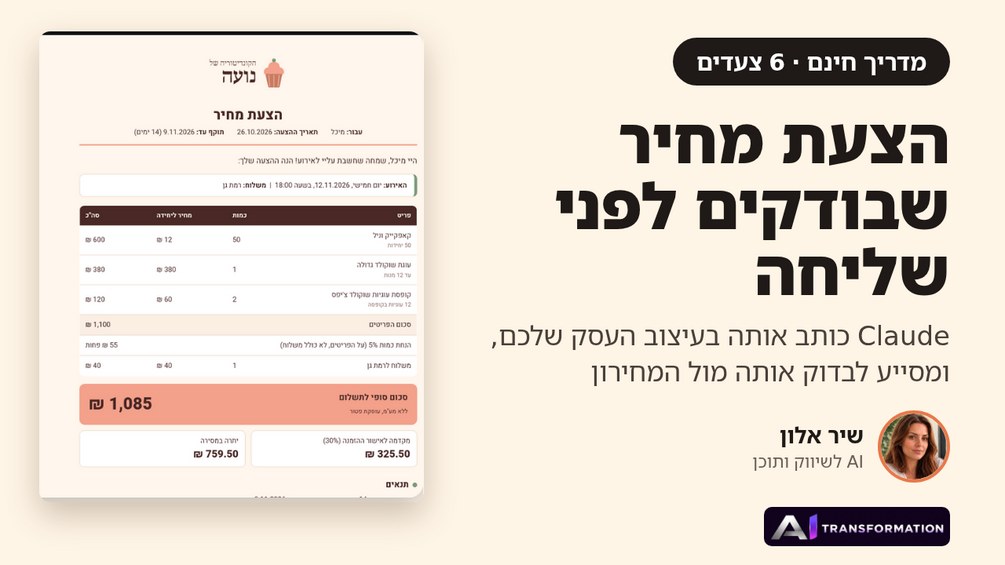 מדריך חינם · 6 צעדים
הצעת מחיר
שבודקים לפני
שליחה
Claude כותב אותה בעיצוב העסק שלכם,
ומסייע לבדוק אותה מול המחירון
שיר אלון
AI לשיווק ותוכן
AI TRANSFORMATION
הקונדיטוריה של
נועה
הצעת מחיר
עבור: מיכל תאריך ההצעה: 26.10.2026 תוקף עד: 9.11.2026 (14 ימים)
היי מיכל, שמחה שחשבת עליי לאירוע! הנה ההצעה שלך:
האירוע: יום חמישי, 12.11.2026, בשעה 18:00 | משלוח: רמת גן
פריט כמות מחיר ליחידה סה"כ
קאפקייק וניל 50 12 ₪ 600 ₪
50 יחידות
עוגת שוקולד גדולה 1 380 ₪ 380 ₪
עד 12 מנות
קופסת עוגיות שוקולד צ'יפס 2 60 ₪ 120 ₪
12 עוגיות בקופסה
סכום הפריטים 1,100 ₪
הנחת כמות 5% (על הפריטים, לא כולל משלוח) 55 ₪ פחות
משלוח לרמת גן 1 40 ₪ 40 ₪
סכום סופי לתשלום 1,085 ₪
ללא מע"מ, עוסקת פטור
מקדמה לאישור ההזמנה (30%) יתרה במסירה
325.50 ₪ 759.50 ₪
תנאים